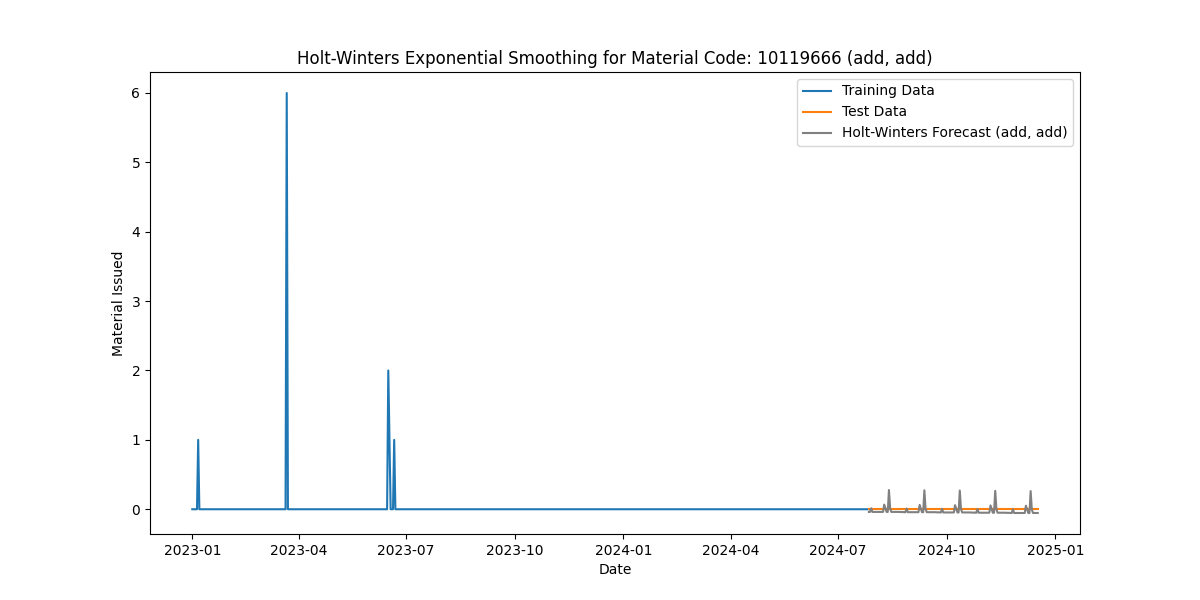 Holt-Winters Exponential Smoothing for Material Code: 10119666 (add, add)
Training Data
Test Data
Holt-Winters Forecast (add, add)
Material Issued
6
5
4
3
2
1
0
2023-01
2023-04
2023-07
2023-10
2024-01
2024-04
2024-07
2024-10
2025-01
Date